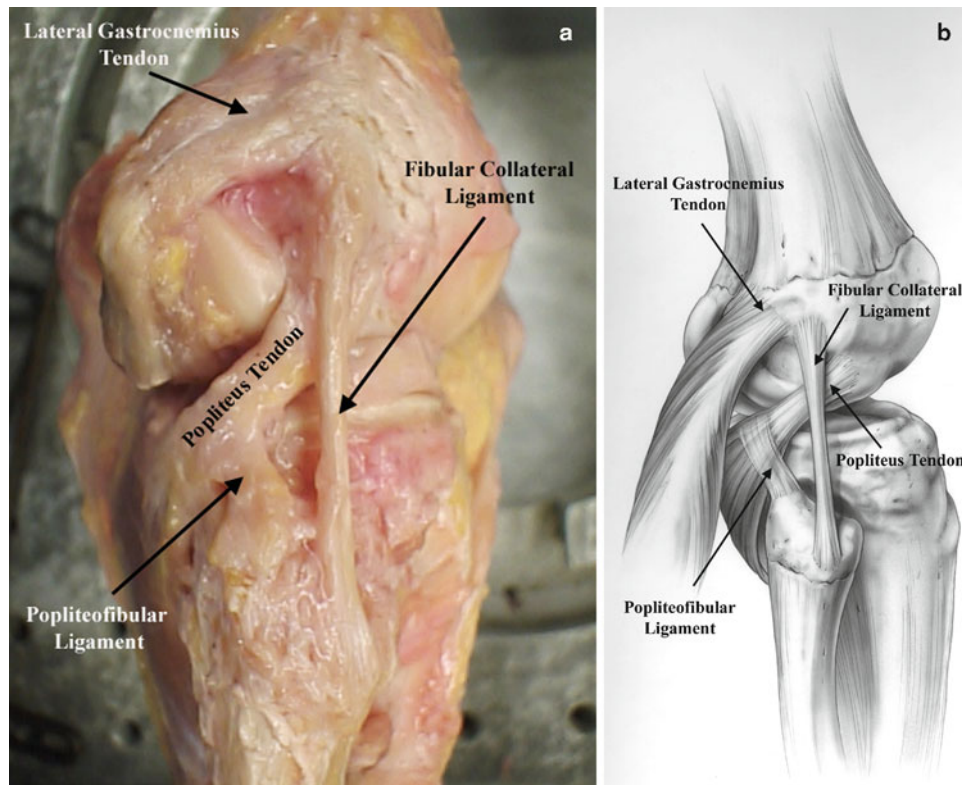 Lateral Gastrocnemius
Tendon
a
Fibular Collateral
Ligament
Popliteus Tendon
Popliteofibular
Ligament
b
Lateral Gastrocnemius
Tendon
Fibular Collateral
Ligament
Popliteus Tendon
Popliteofibular
Ligament